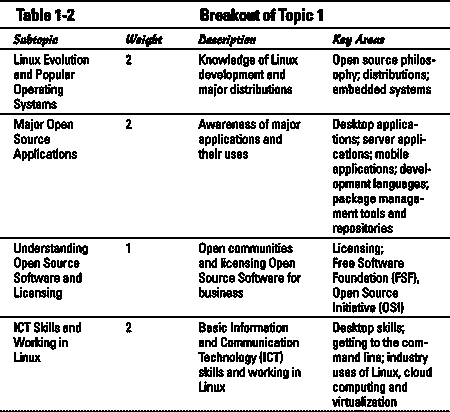 Table 1-2 Breakout of Topic 1
Subtopic Weight Description Key Areas
Linux Evolution 2 Knowledge of Linux Open source philos-
and Popular development and ophy; distributions;
Operating major distributions embedded systems
Systems
Major Open 2 Awareness of major Desktop applica-
Source applications and tions; server appli-
Applications their uses cations; mobile
applications; devel-
opment languages;
package manage-
ment tools and
repositories
Understanding 1 Open communities Licensing;
Open Source and licensing Open Free Software
Software and Source Software for Foundation (FSF),
Licensing business Open Source
Initiative (OSI)
ICT Skills and 2 Basic Information Desktop skills;
Working in and Communication getting to the com-
Linux Technology (ICT) mand line; industry
skills and working in uses of Linux, cloud
Linux computing and
virtualization